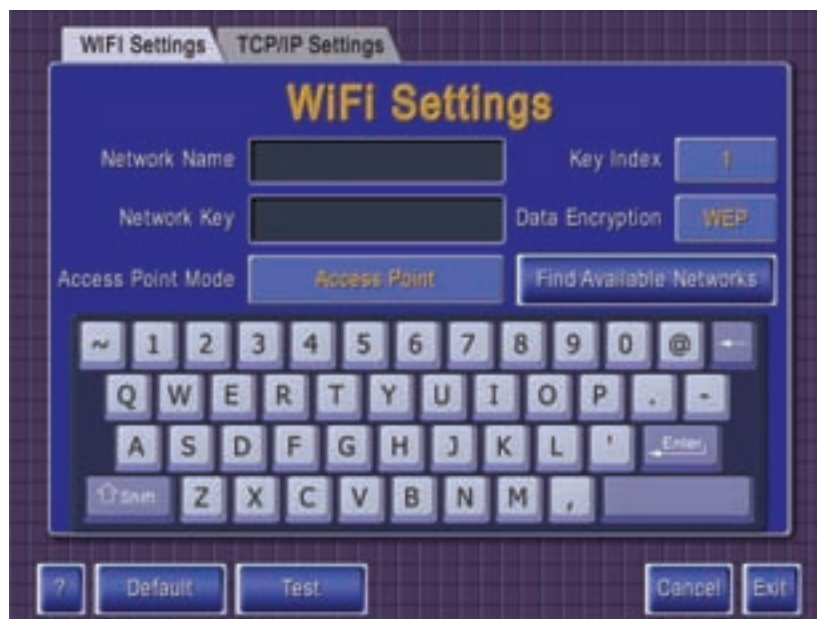 WIFI Settings TCP/IP Settings
WiFi Settings
Network Name Key Index 1
Network Key Data Encryption WEP
Access Point Mode Access Point Find Available Networks
~ 1 2 3 4 5 6 7 8 9 0 @ ←
Q W E R T Y U I O P . -
A S D F G H J K L ' Enter
Shift Z X C V B N M ,
? Default Test Cancel Exit